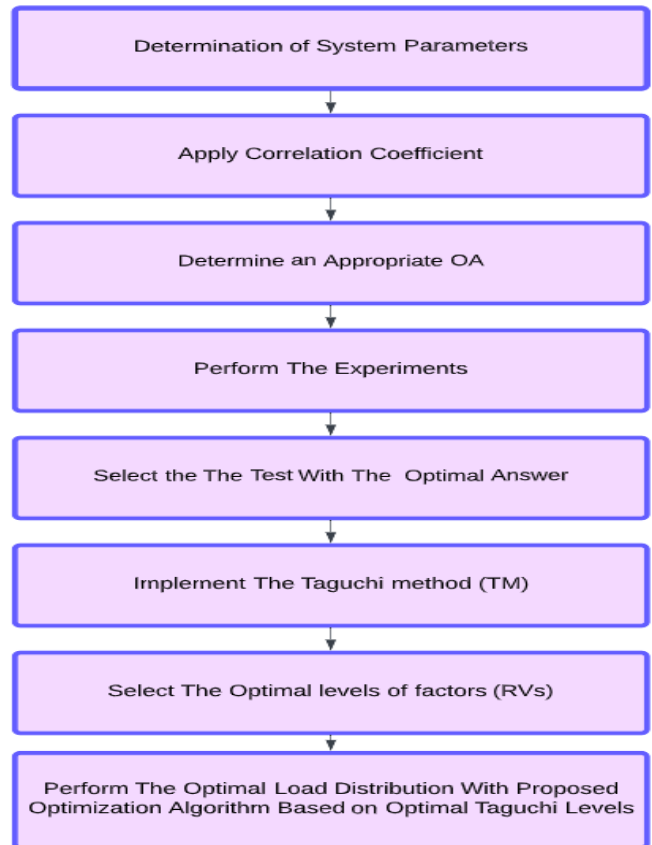 Determination of System Parameters
Apply Correlation Coefficient
Determine an Appropriate OA
Perform The Experiments
Select the The Test With The Optimal Answer
Implement The Taguchi method (TM)
Select The Optimal levels of factors (RVs)
Perform The Optimal Load Distribution With Proposed
Optimization Algorithm Based on Optimal Taguchi Levels